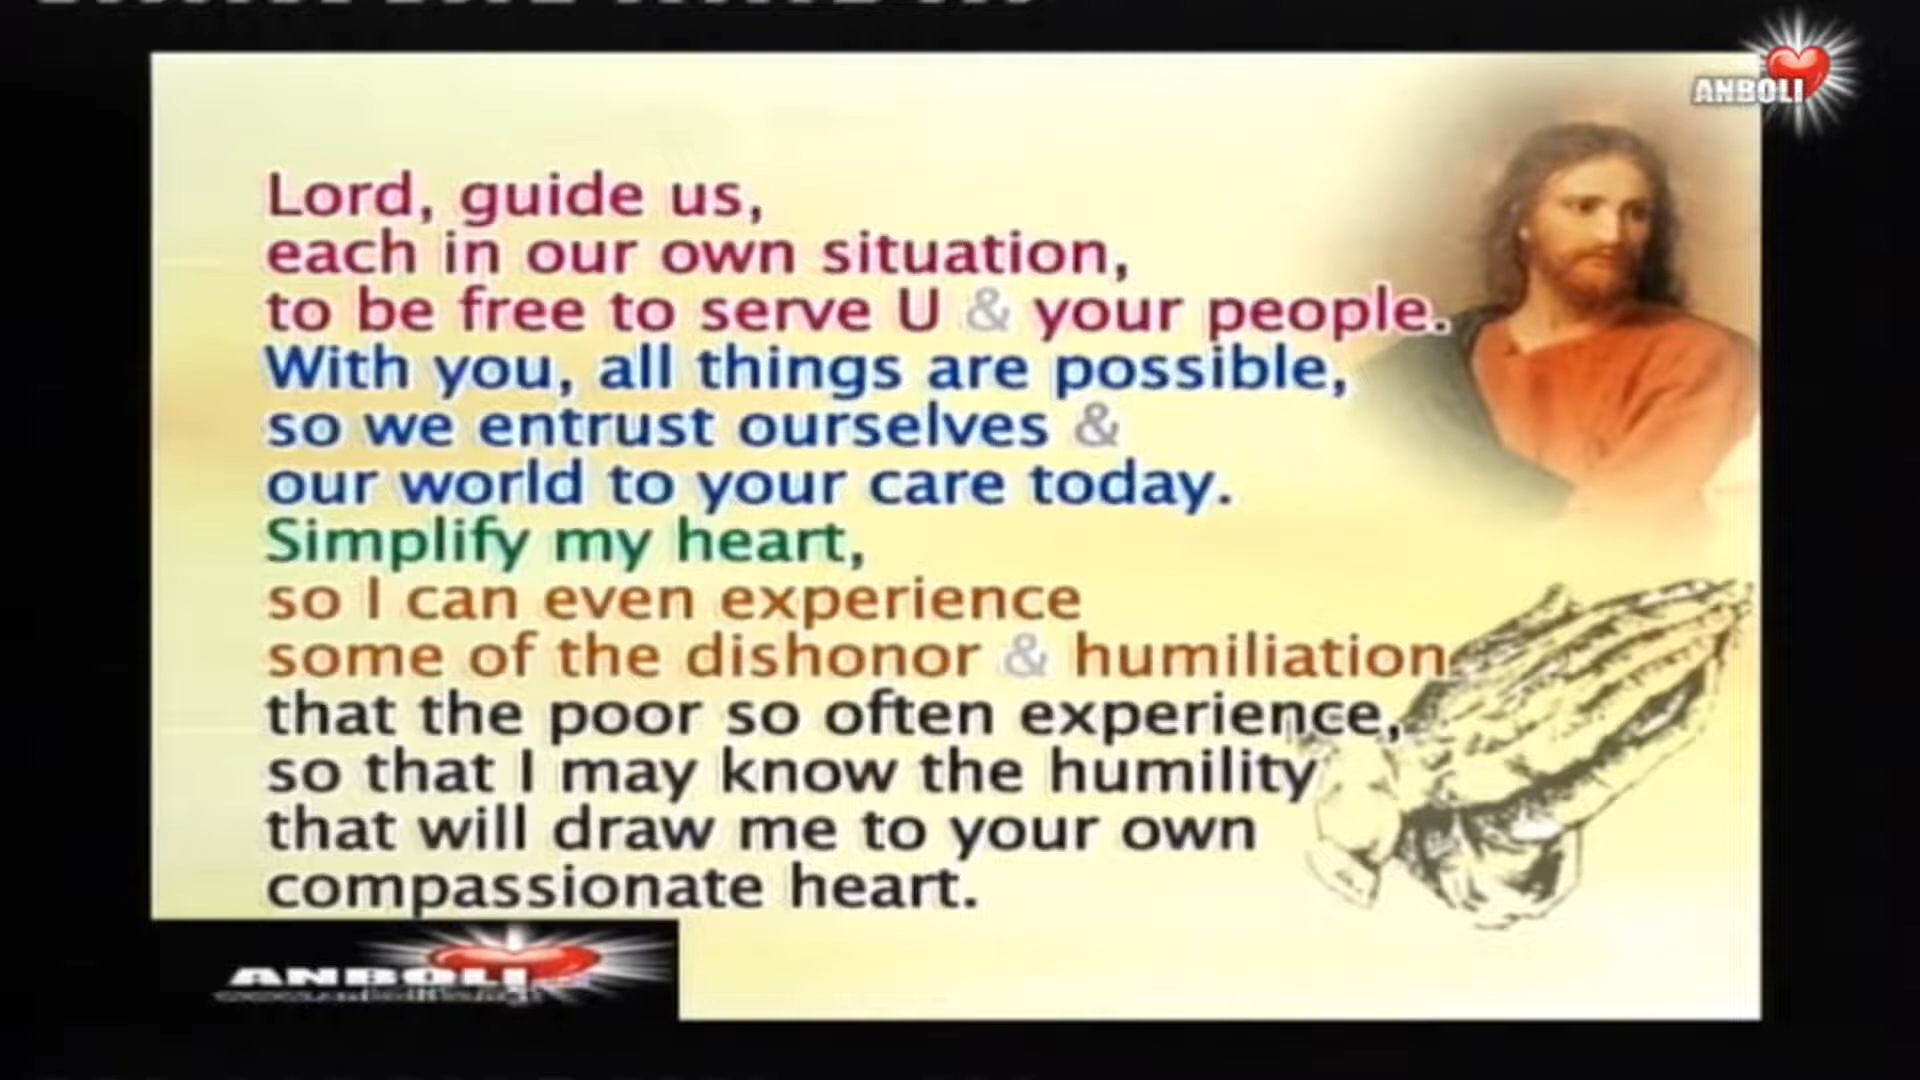 ANBOLI
Lord, guide us,
each in our own situation,
to be free to serve U & your people.
With you, all things are possible,
so we entrust ourselves &
our world to your care today.
Simplify my heart,
so I can even experience
some of the dishonor & humiliation
that the poor so often experience,
so that I may know the humility
that will draw me to your own
compassionate heart.
ANBOLI